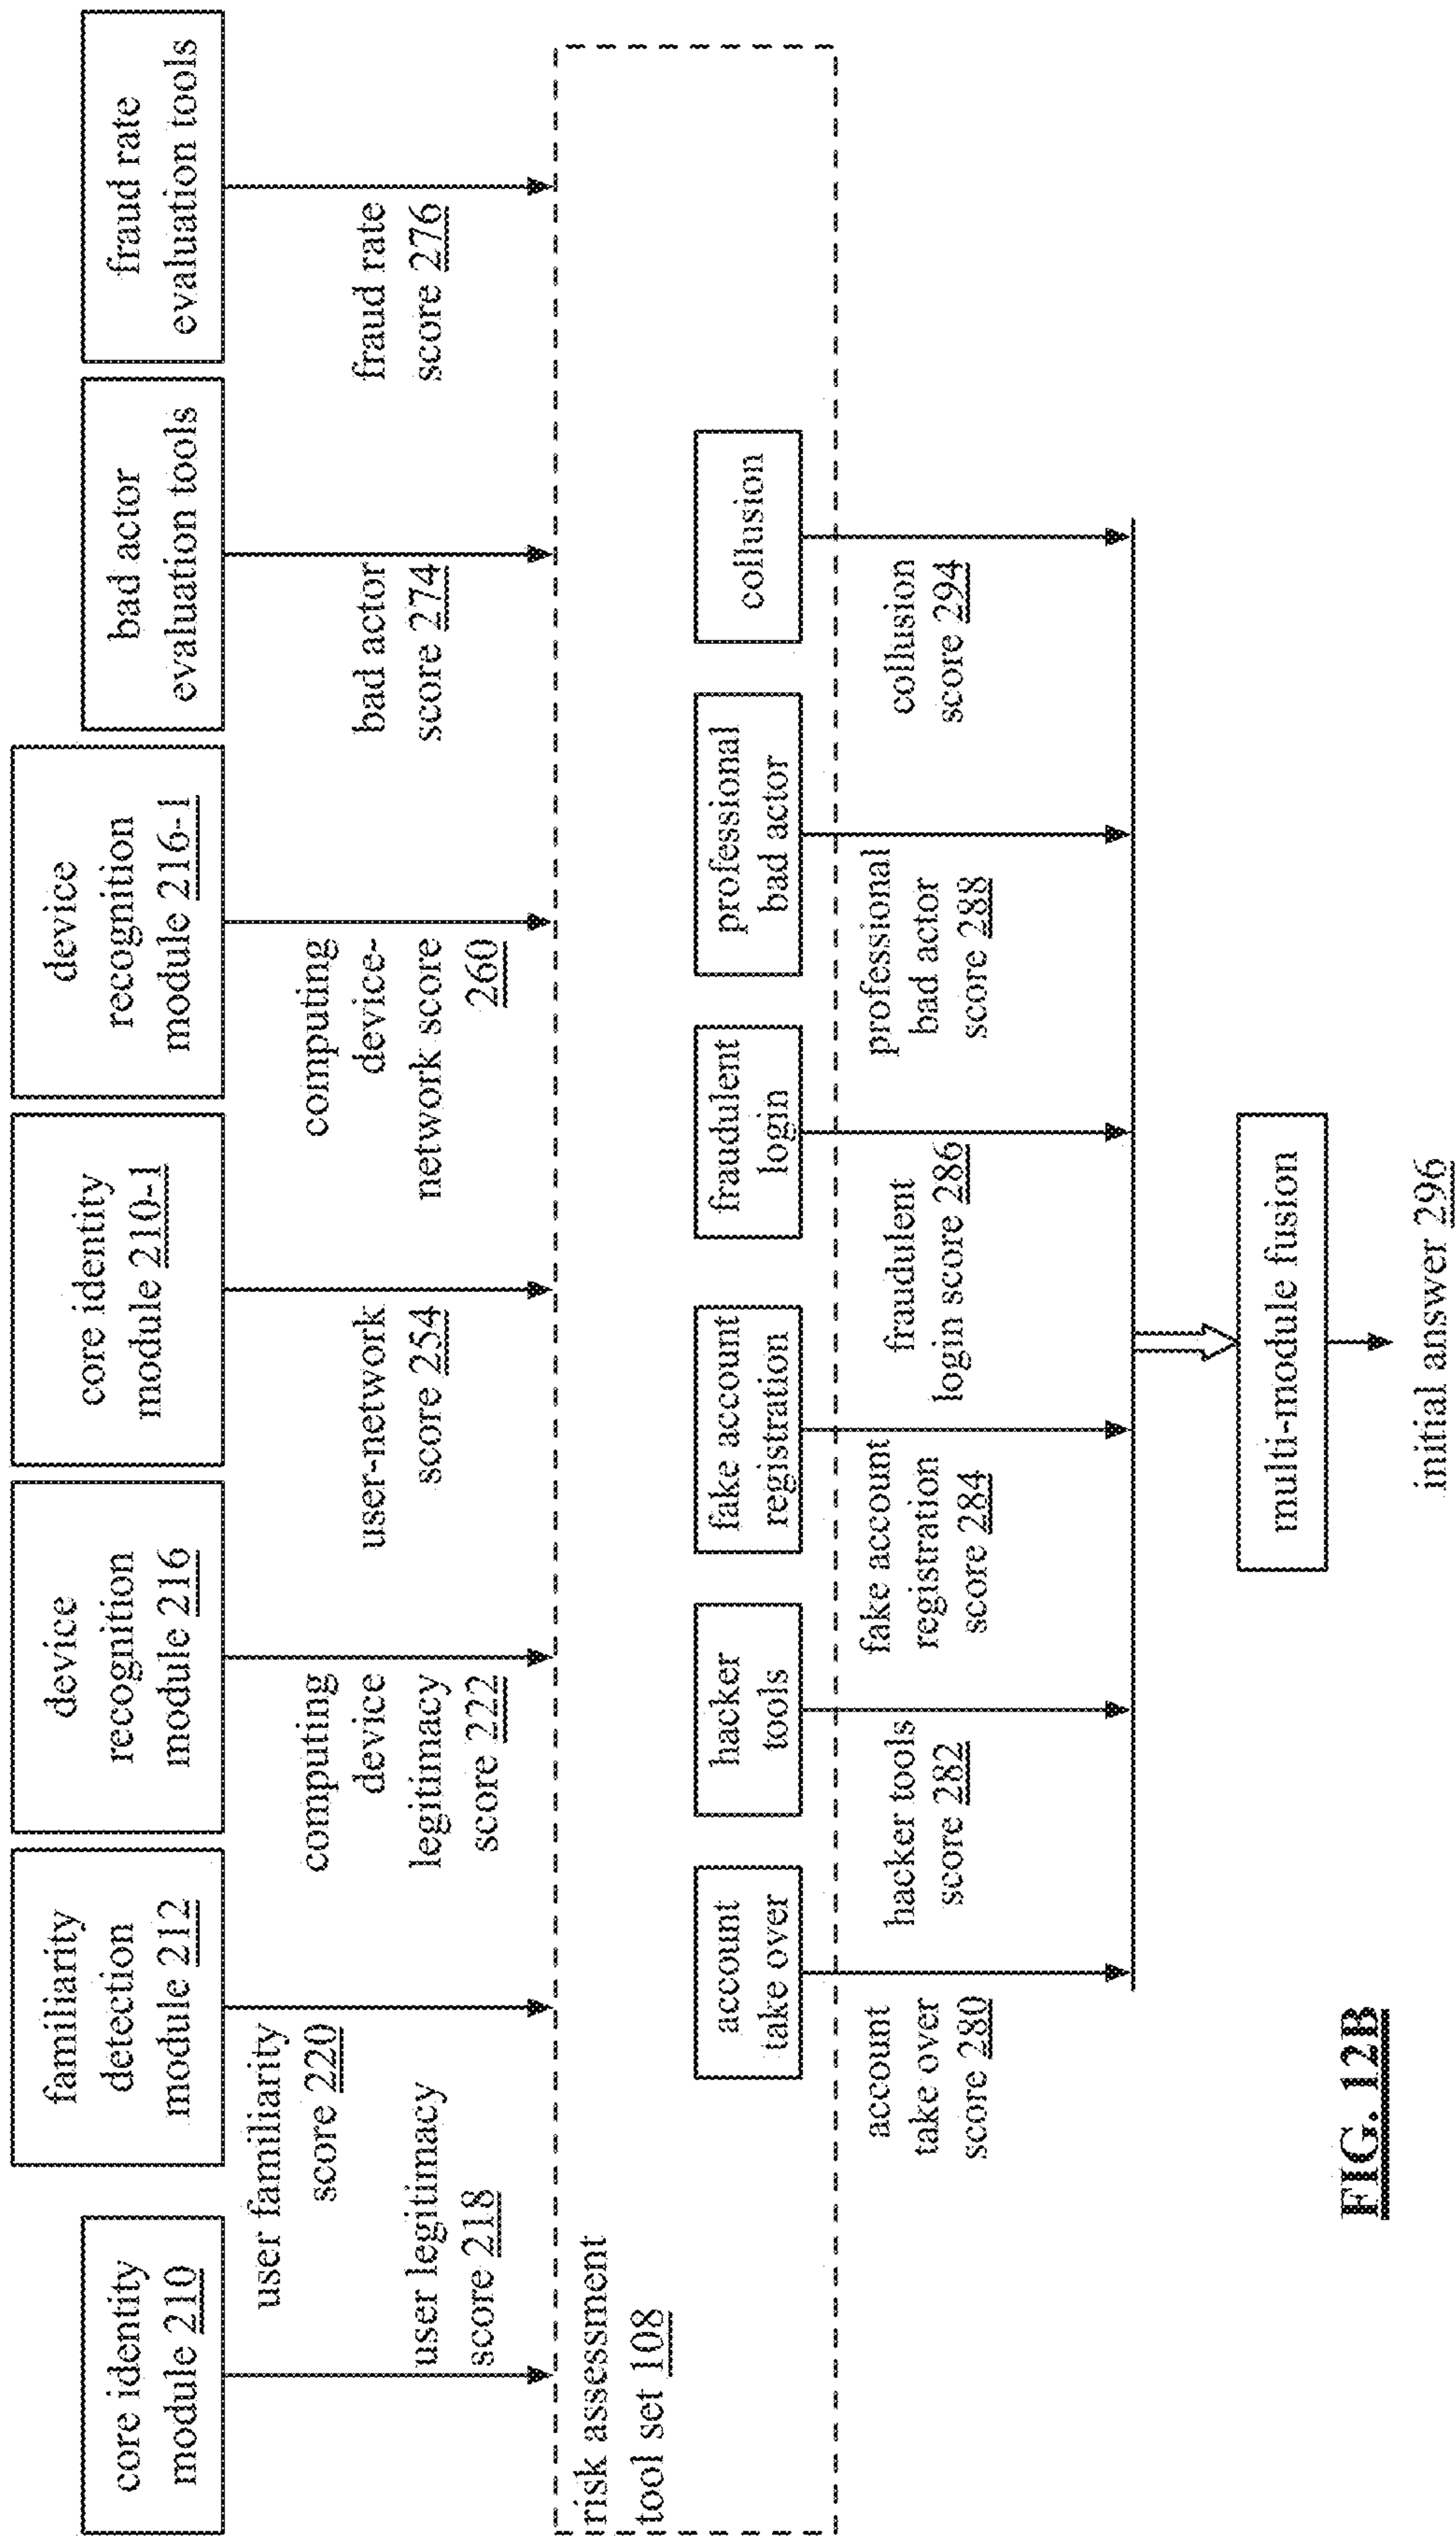 core identity
module 210
familiarity
detection
module 212
device
recognition
module 216
core identity
module 210-1
device
recognition
module 216-1
bad actor
evaluation tools
fraud rate
evaluation tools
user legitimacy
score 218
user familiarity
score 220
computing
device
legitimacy
score 222
user-network
score 254
computing
device-
network score
260
bad actor
score 274
fraud rate
score 276
risk assessment
tool set 108
account
take over
hacker
tools
fake account
registration
fraudulent
login
professional
bad actor
collusion
account
take over
score 280
hacker tools
score 282
fake account
registration
score 284
fraudulent
login score 286
professional
bad actor
score 288
collusion
score 294
multi-module fusion
initial answer 296
FIG. 12B